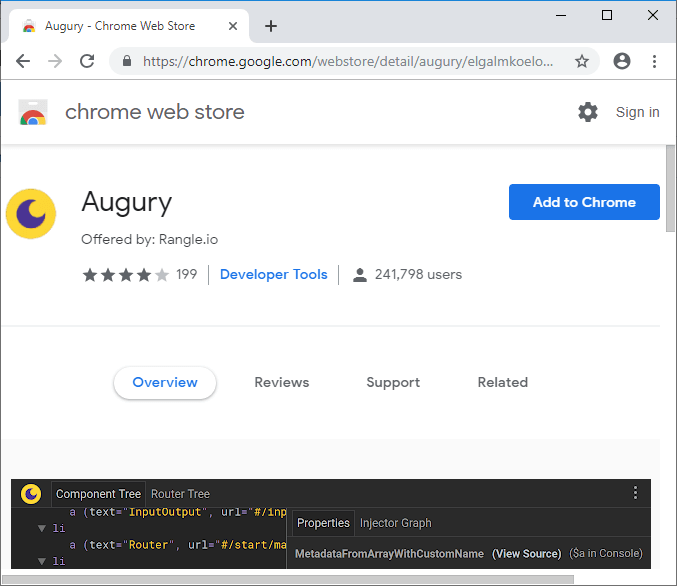 Augury - Chrome Web Store
https://chrome.google.com/webstore/detail/augury/elgalmkoelo...
chrome web store
Sign in
Augury
Add to Chrome
Offered by: Rangle.io
199
Developer Tools
241,798 users
Overview
Reviews
Support
Related
Component Tree
Router Tree
a (text="InputOutput", url="#/inp
▼ li
a (text="Router", url="#/start/ma
▼ li
Properties
Injector Graph
MetadataFromArrayWithCustomName (View Source) ($a in Console)